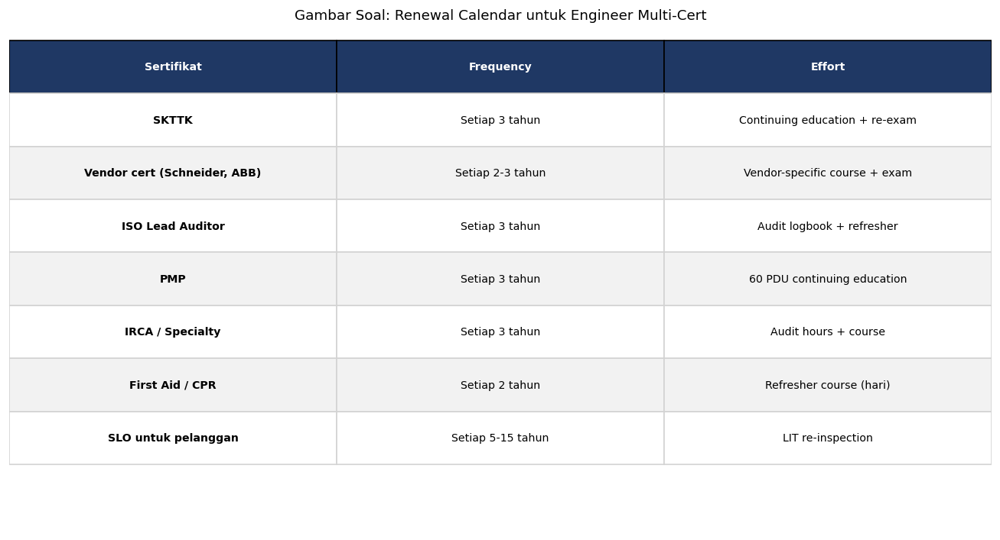 Gambar Soal: Renewal Calendar untuk Engineer Multi-Cert
Sertifikat Frequency Effort
SKTTK Setiap 3 tahun Continuing education + re-exam
Vendor cert (Schneider, ABB) Setiap 2-3 tahun Vendor-specific course + exam
ISO Lead Auditor Setiap 3 tahun Audit logbook + refresher
PMP Setiap 3 tahun 60 PDU continuing education
IRCA / Specialty Setiap 3 tahun Audit hours + course
First Aid / CPR Setiap 2 tahun Refresher course (hari)
SLO untuk pelanggan Setiap 5-15 tahun LIT re-inspection